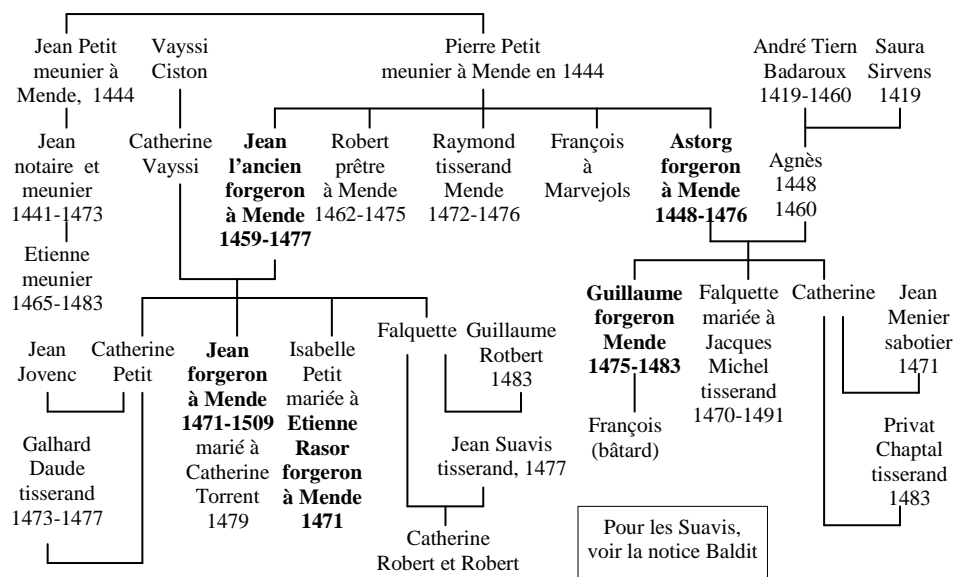 Jean Petit
meunier à
Mende, 1444
Vayssi
Ciston
Pierre Petit
meunier à Mende en 1444
André Tiern
Badaroux
1419-1460
Saura
Sirvens
1419
Jean
notaire et
meunier
1441-1473
Catherine
Vayssi
Jean
l'ancien
forgeron
à Mende
1459-1477
Robert
prêtre
à Mende
1462-1475
Raymond
tisserand
Mende
1472-1476
François
à
Marvejols
Astorg
forgeron
à Mende
1448-1476
Agnès
1448
1460
Etienne
meunier
1465-1483
Jean
Jovenc
Catherine
Petit
Jean
forgeron
à Mende
1471-1509
marié à
Catherine
Torrent
1479
Isabelle
Petit
mariée à
Etienne
Rasor
forgeron
à Mende
1471
Falquette
Guillaume
Rotbert
1483
Guillaume
forgeron
Mende
1475-1483
Falquette
mariée à
Jacques
Michel
tisserand
1470-1491
Catherine
Jean
Menier
sabotier
1471
Galhard
Daude
tisserand
1473-1477
Jean Suavis
tisserand, 1477
François
(bâtard)
Privat
Chaptal
tisserand
1483
Catherine
Robert et Robert
Pour les Suavis,
voir la notice Baldit